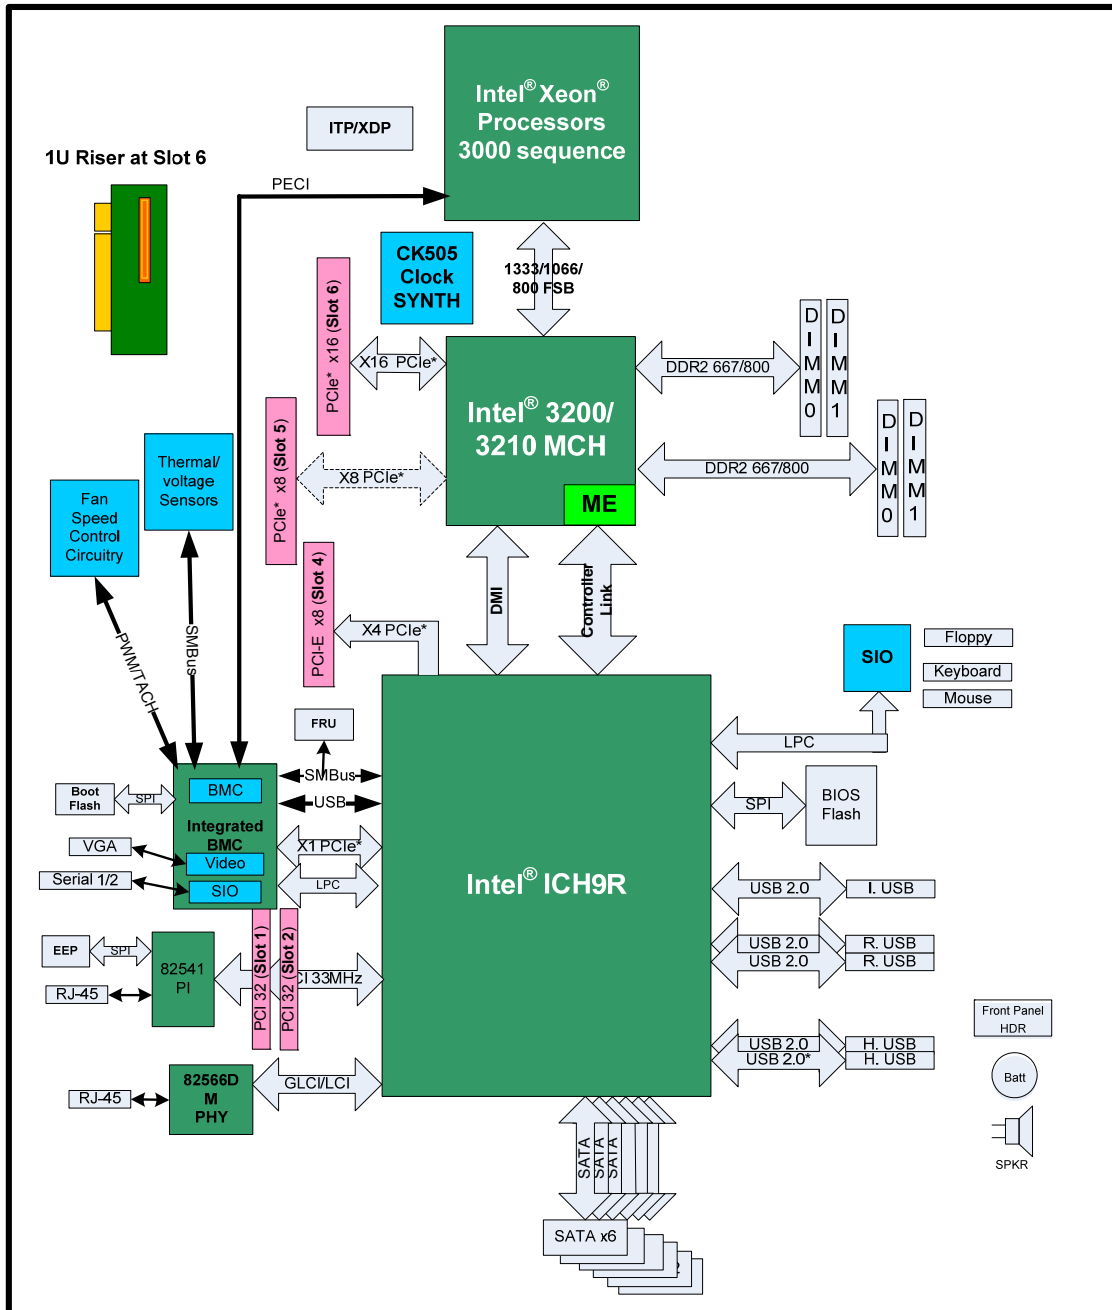 Intel® Xeon®
Processors
3000 sequence
ITP/XDP
1U Riser at Slot 6
PECI
CK505
Clock
SYNTH
1333/1066/
800 FSB
PCIe* x16 (Slot 6)
X16 PCIe*
Intel® 3200/
3210 MCH
ME
DDR2 667/800
DIMM0
DIMM1
DDR2 667/800
DIMM0
DIMM1
PCIe* x8 (Slot 5)
X8 PCIe*
Thermal/
voltage
Sensors
Fan
Speed
Control
Circuitry
PCI-E x8 (Slot 4)
X4 PCIe*
DMI
Controller
Link
PWM/TACH
SMBus
SIO
Floppy
Keyboard
Mouse
LPC
FRU
SMBus
USB
Boot
Flash
SPI
BMC
Integrated
BMC
Video
SIO
VGA
Serial 1/2
X1 PCIe*
LPC
Intel® ICH9R
SPI
BIOS
Flash
USB 2.0
I. USB
USB 2.0
R. USB
USB 2.0
R. USB
USB 2.0
H. USB
USB 2.0*
H. USB
EEP
SPI
82541
PI
RJ-45
PCI 32 (Slot 1)
PCI 32 (Slot 2)
CI 33MHz
82566D
M
PHY
RJ-45
GLCI/LCI
Front Panel
HDR
Batt
SPKR
SATA
SATA
SATA
SATA x6